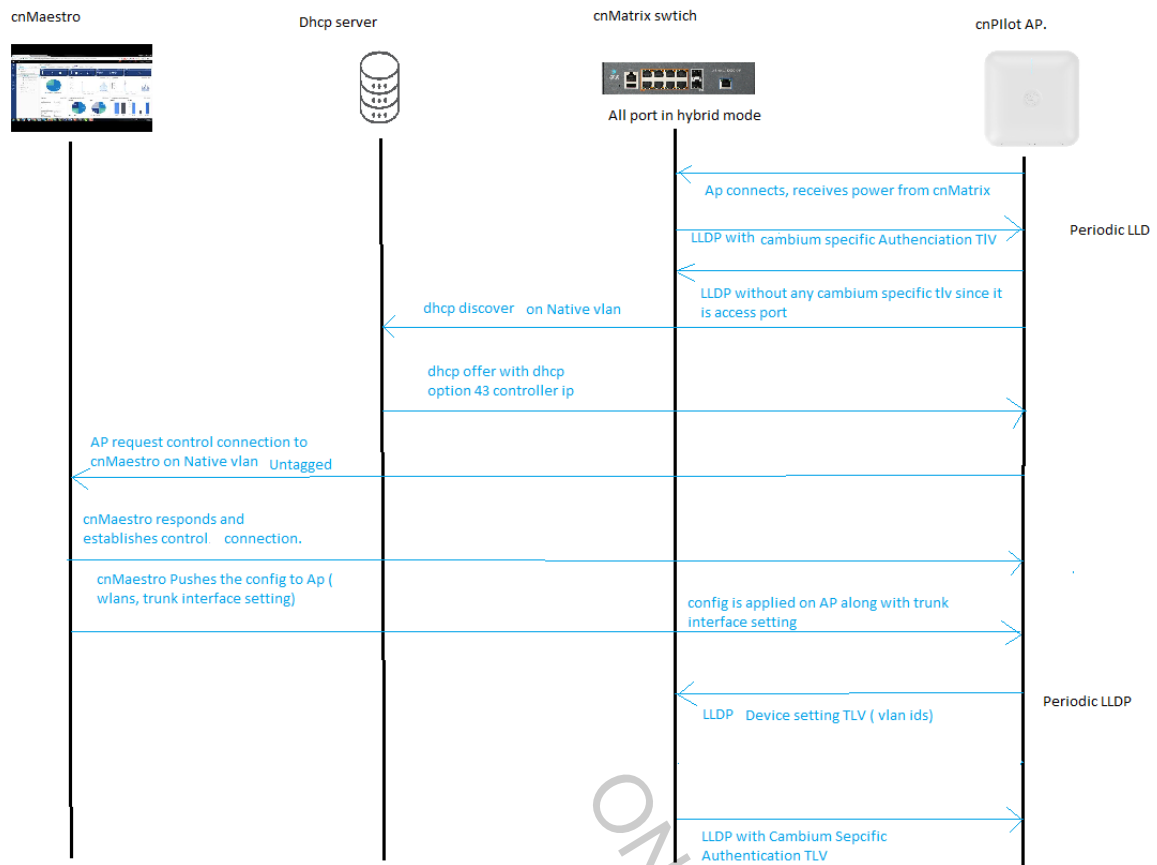 cnMaestro
Dhcp server
cnMatrix swtich
cnPIlot AP.
All port in hybrid mode
Ap connects, receives power from cnMatrix
LLDP with cambium specific Authenciation TlV
Periodic LLD
LLDP without any cambium specific tlv since it
is access port
dhcp discover on Native vlan
dhcp offer with dhcp
option 43 controller ip
AP request control connection to
cnMaestro on Native vlan Untagged
cnMaestro responds and
establishes control connection.
cnMaestro Pushes the config to Ap (
wlans, trunk interface setting)
config is applied on AP along with trunk
interface setting
LLDP Device setting TLV ( vlan ids)
Periodic LLDP
LLDP with Cambium Sepcific
Authentication TLV
ON